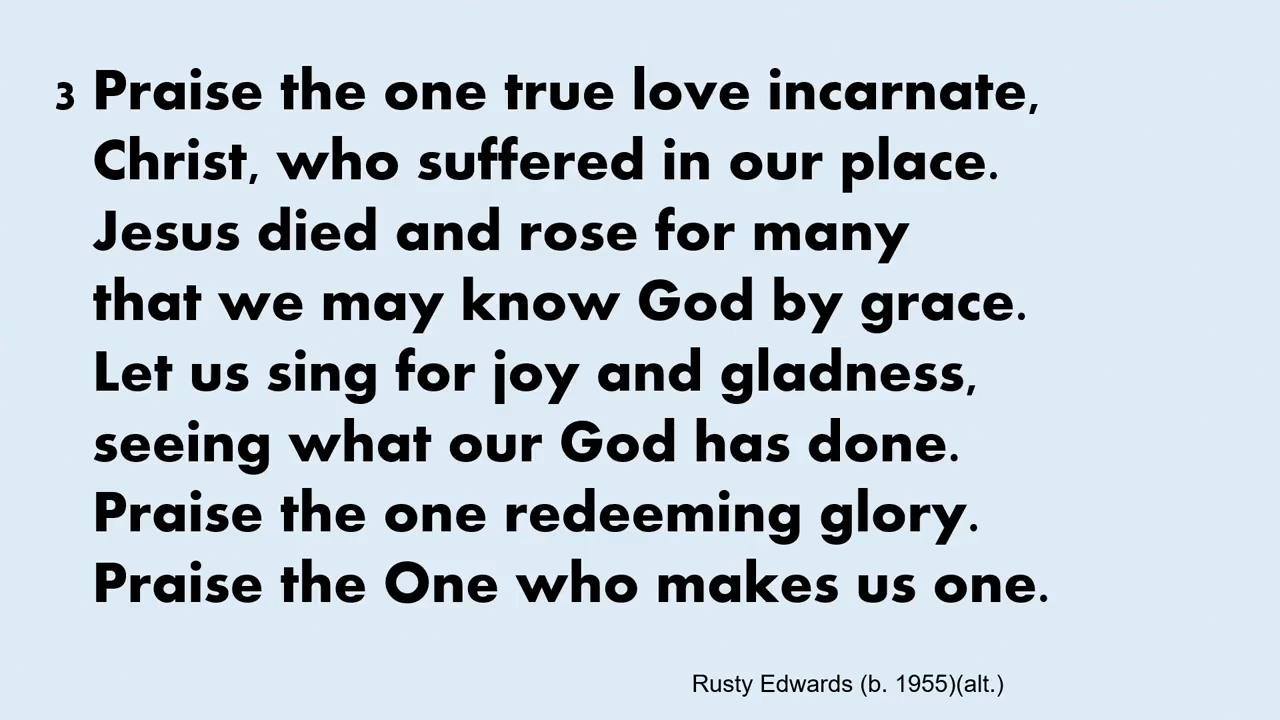 3 Praise the one true love incarnate,
Christ, who suffered in our place.
Jesus died and rose for many
that we may know God by grace.
Let us sing for joy and gladness,
seeing what our God has done.
Praise the one redeeming glory.
Praise the One who makes us one.
Rusty Edwards (b. 1955)(alt.)